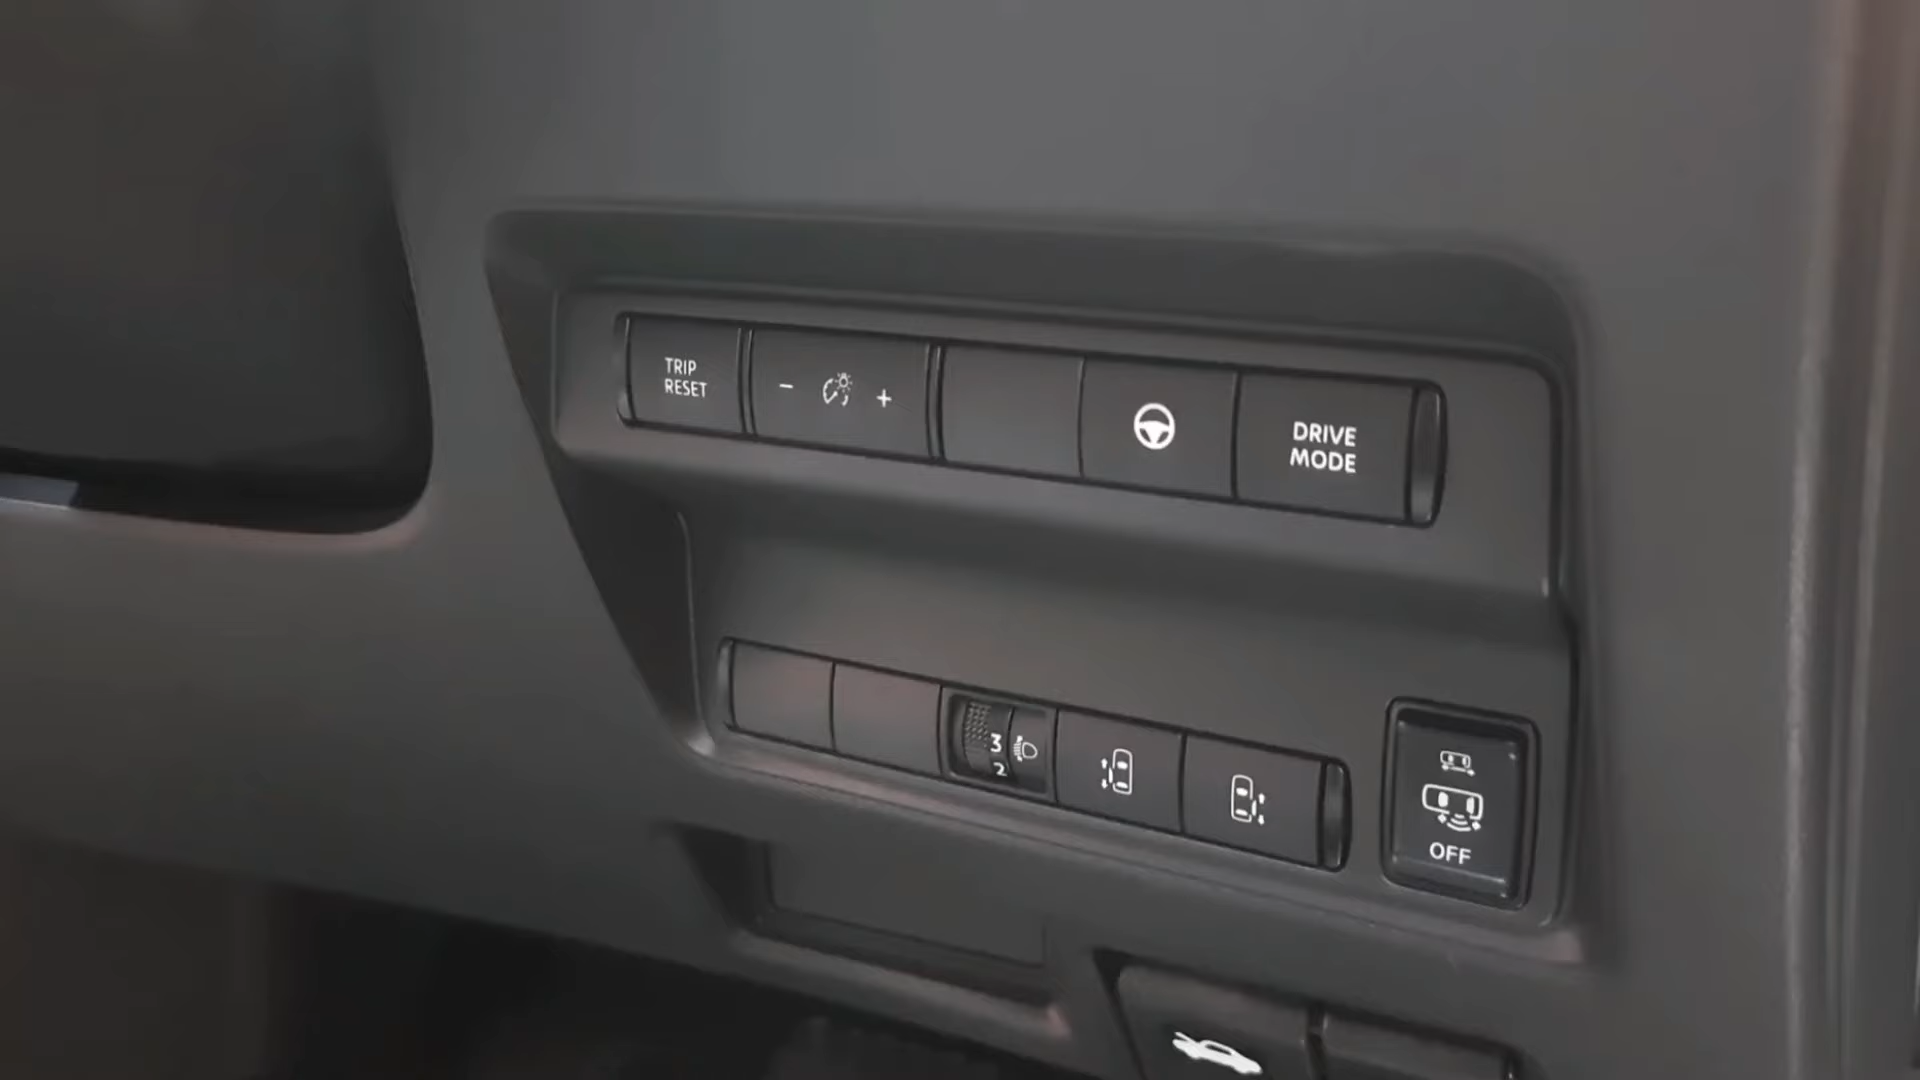 TRIP
RESET
- +
DRIVE
MODE
3
2
OFF